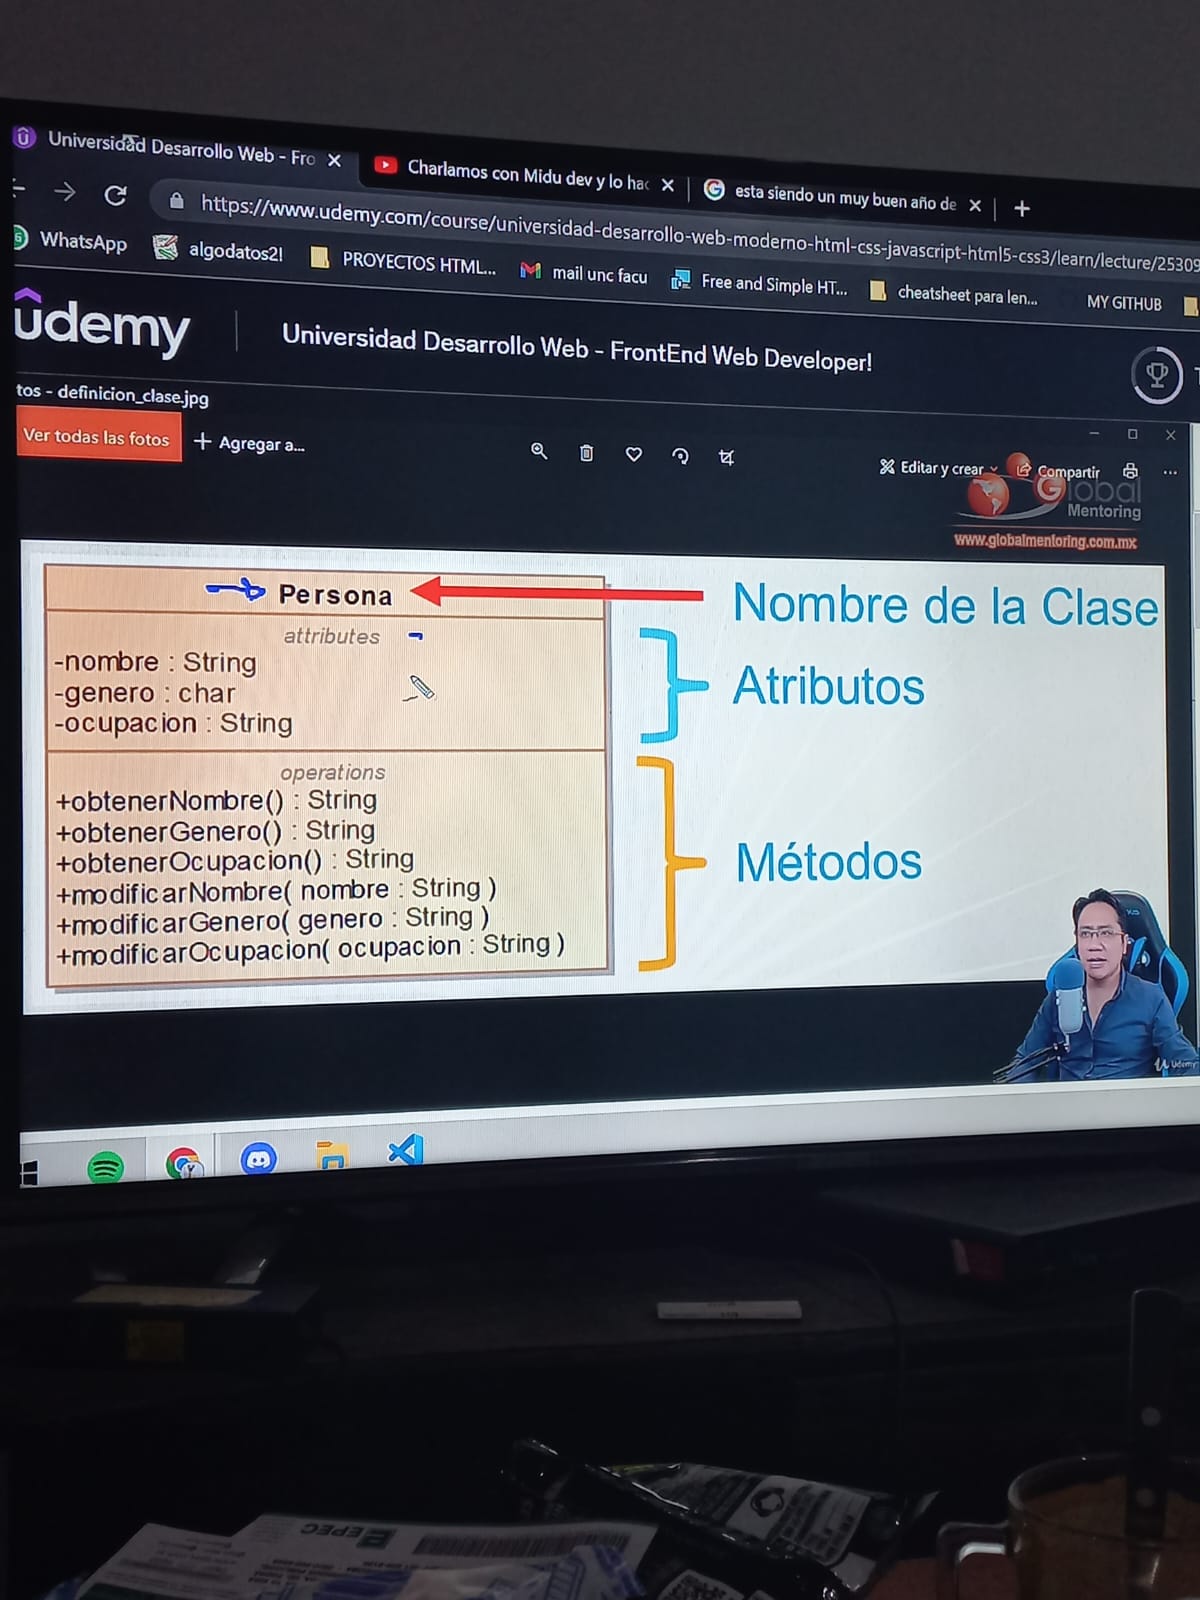 Universidad Desarrollo Web - Fro
Charlamos con Midu dev y lo hac
esta siendo un muy buen año de
https://www.udemy.com/course/universidad-desarrollo-web-moderno-html-css-javascript-html5-css3/learn/lecture/25309
WhatsApp
algodatos2!
PROYECTOS HTML...
mail unc facu
Free and Simple HT...
cheatsheet para len...
MY GITHUB
udemy
Universidad Desarrollo Web - FrontEnd Web Developer!
tos - definicion_clase.jpg
Ver todas las fotos
+ Agregar a...
Editar y crear
Compartir
Global
Mentoring
www.globalmentoring.com.mx
Persona
Nombre de la Clase
attributes
-nombre : String
-genero : char
-ocupacion : String
Atributos
operations
+obtenerNombre() : String
+obtenerGenero() : String
+obtenerOcupacion() : String
+modificarNombre( nombre : String )
+modificarGenero( genero : String )
+modificarOcupacion( ocupacion : String )
Métodos
Udemy
EPEC